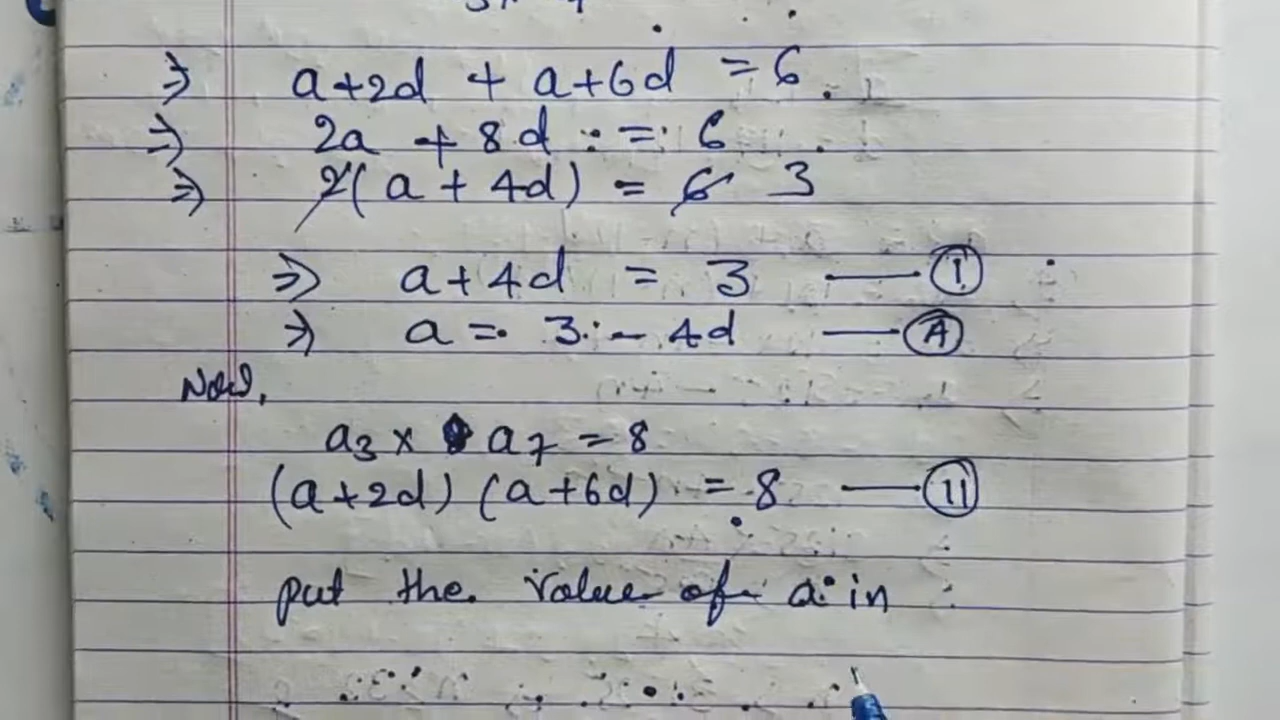 ⇒ a+2d + a+6d = 6
⇒ 2a + 8d = 6
⇒ 2(a + 4d) = 6 3
⇒ a+4d = 3 — I
⇒ a = 3 - 4d — A
Now,
a₃ × a₇ = 8
(a+2d) (a+6d) = 8 — II
put the value of a in